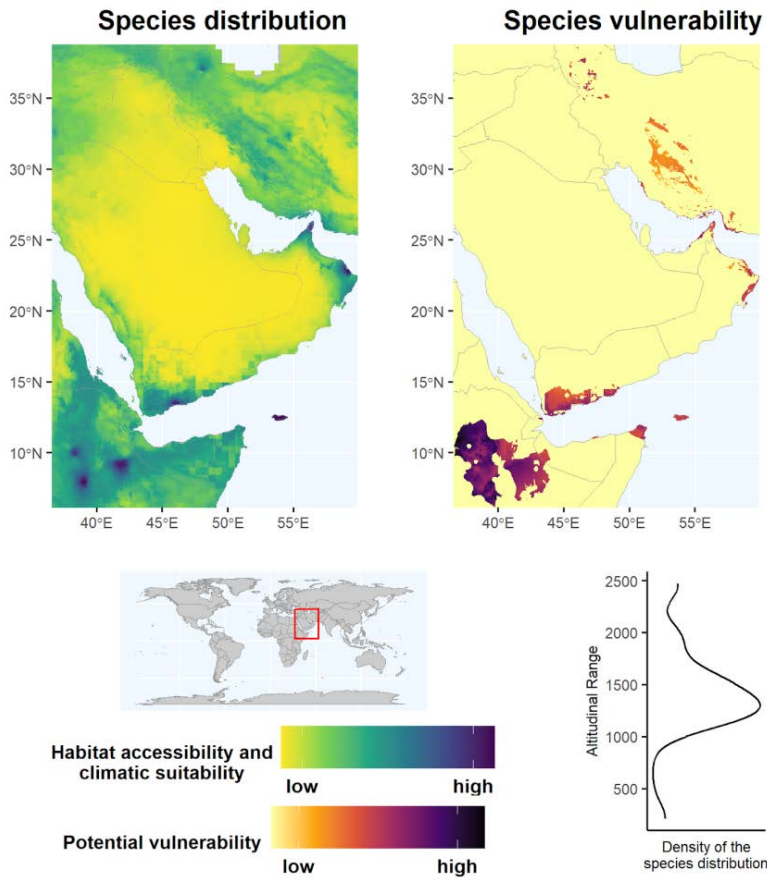 Species distribution
Species vulnerability
35°N
30°N
25°N
20°N
15°N
10°N
40°E 45°E 50°E 55°E
35°N
30°N
25°N
20°N
15°N
10°N
40°E 45°E 50°E 55°E
Habitat accessibility and
climatic suitability
low high
Potential vulnerability
low high
Altitudinal Range
2500
2000
1500
1000
500
Density of the
species distribution